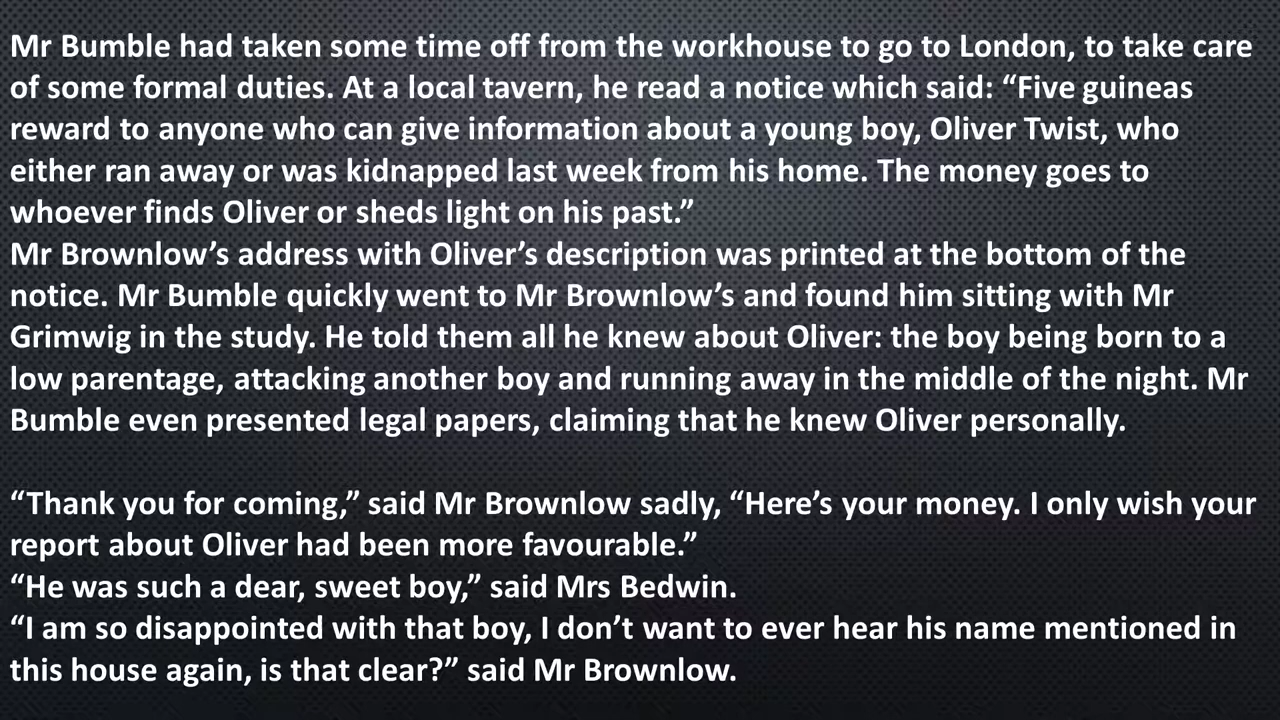 Mr Bumble had taken some time off from the workhouse to go to London, to take care
of some formal duties. At a local tavern, he read a notice which said: “Five guineas
reward to anyone who can give information about a young boy, Oliver Twist, who
either ran away or was kidnapped last week from his home. The money goes to
whoever finds Oliver or sheds light on his past.”
Mr Brownlow’s address with Oliver’s description was printed at the bottom of the
notice. Mr Bumble quickly went to Mr Brownlow’s and found him sitting with Mr
Grimwig in the study. He told them all he knew about Oliver: the boy being born to a
low parentage, attacking another boy and running away in the middle of the night. Mr
Bumble even presented legal papers, claiming that he knew Oliver personally.
“Thank you for coming,” said Mr Brownlow sadly, “Here’s your money. I only wish your
report about Oliver had been more favourable.”
“He was such a dear, sweet boy,” said Mrs Bedwin.
“I am so disappointed with that boy, I don’t want to ever hear his name mentioned in
this house again, is that clear?” said Mr Brownlow.